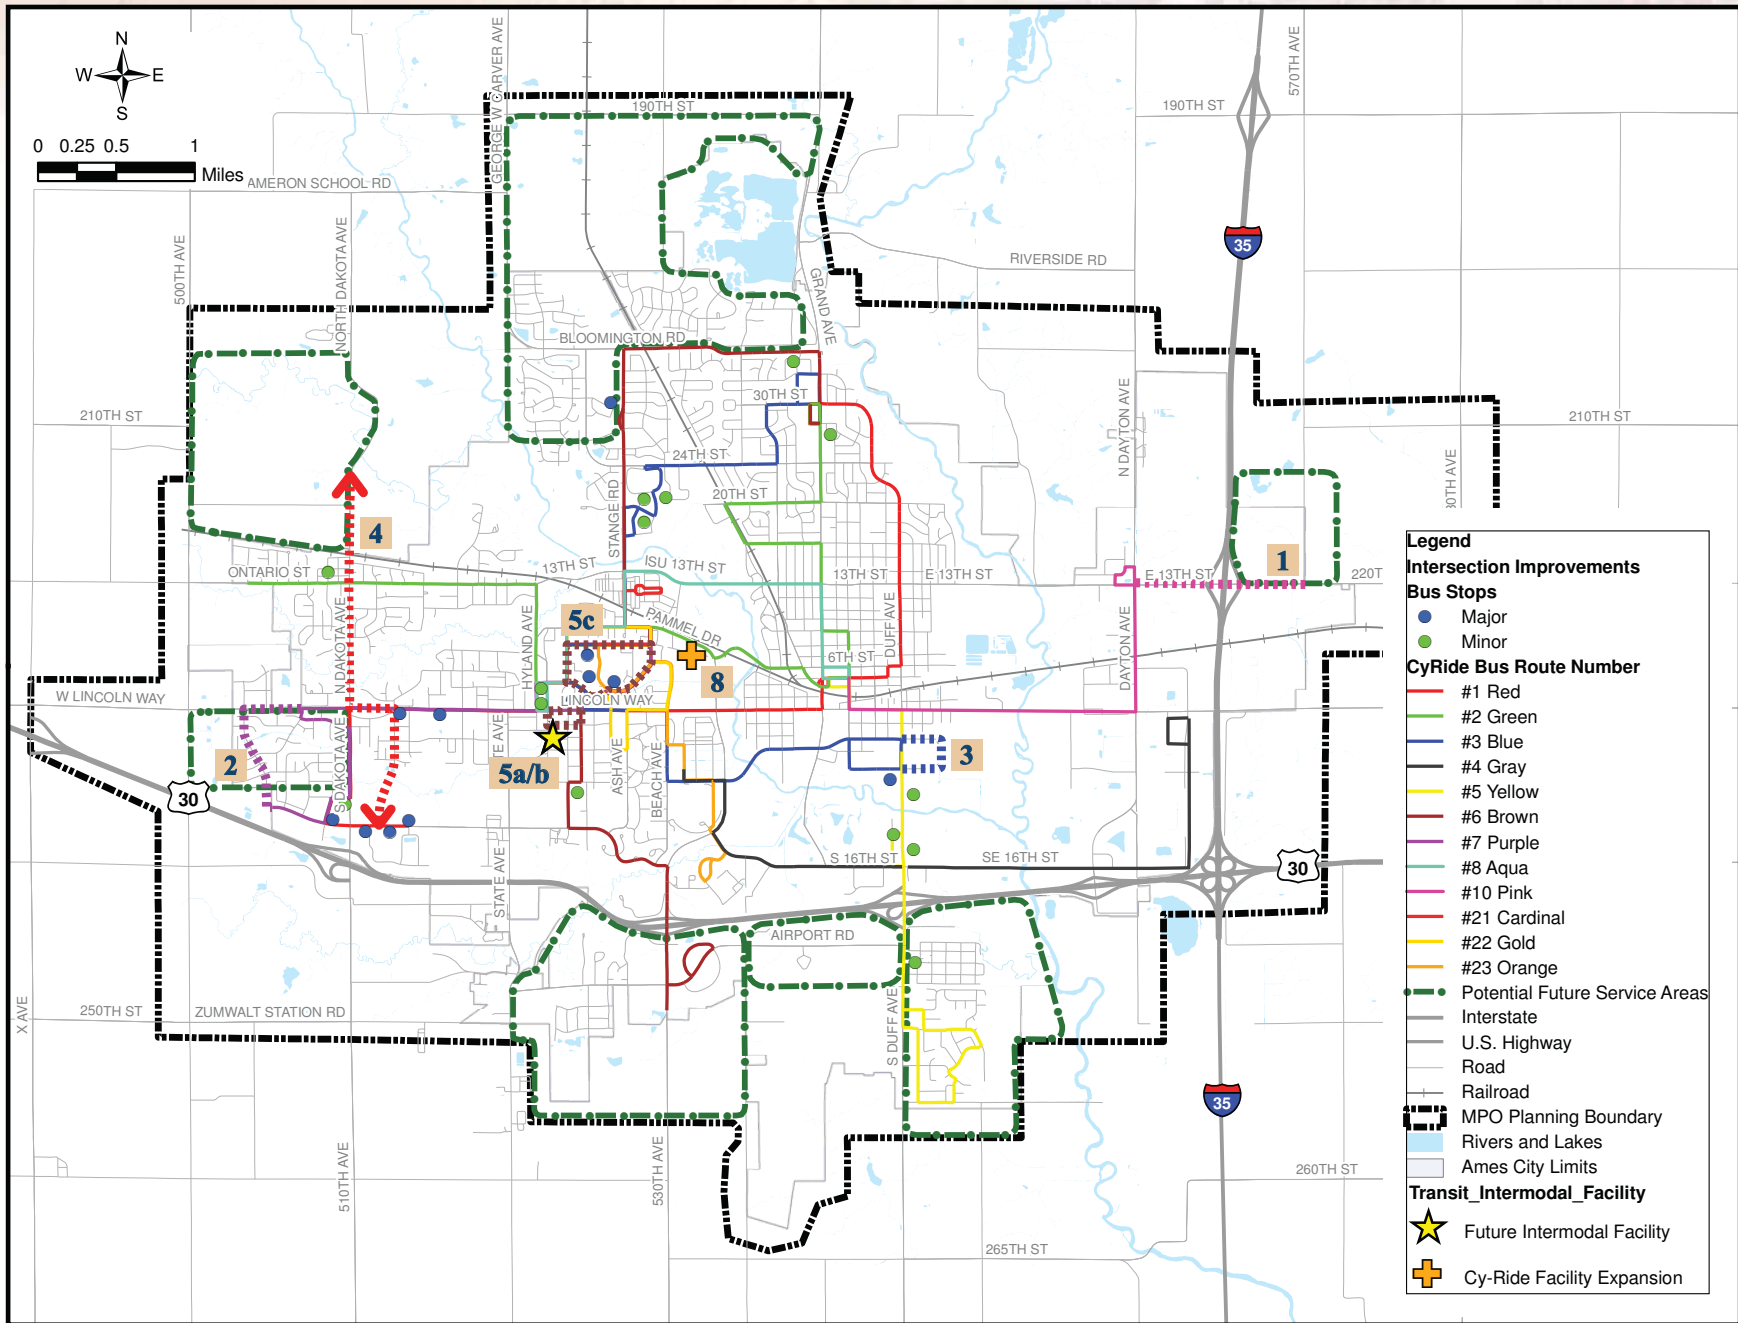 N
W
E
S
0 0.25 0.5 1
Miles
190TH ST
190TH ST
570TH AVE
GEORGE W CARVER AVE
AMERON SCHOOL RD
500TH AVE
NORTH DAKOTA AVE
RIVERSIDE RD
35
GRAND AVE
BLOOMINGTON RD
210TH ST
30TH ST
N DAYTON AVE
210TH ST
24TH ST
20TH ST
STANGE RD
4
1
ONTARIO ST
13TH ST
ISU 13TH ST
13TH ST
E 13TH ST
E 13TH ST
220T
N DAKOTA AVE
HYLAND AVE
5c
PAMMEL DR
6TH ST
DUFF AVE
DAYTON AVE
8
W LINCOLN WAY
LINCOLN WAY
2
S DAKOTA AVE
5a/b
ASH AVE
BEACH AVE
3
30
S 16TH ST
SE 16TH ST
30
STATE AVE
AIRPORT RD
X AVE
250TH ST
ZUMWALT STATION RD
S DUFF AVE
35
510TH AVE
530TH AVE
260TH ST
265TH ST
Legend
Intersection Improvements
Bus Stops
Major
Minor
CyRide Bus Route Number
#1 Red
#2 Green
#3 Blue
#4 Gray
#5 Yellow
#6 Brown
#7 Purple
#8 Aqua
#10 Pink
#21 Cardinal
#22 Gold
#23 Orange
Potential Future Service Areas
Interstate
U.S. Highway
Road
Railroad
MPO Planning Boundary
Rivers and Lakes
Ames City Limits
Transit_Intermodal_Facility
Future Intermodal Facility
Cy-Ride Facility Expansion